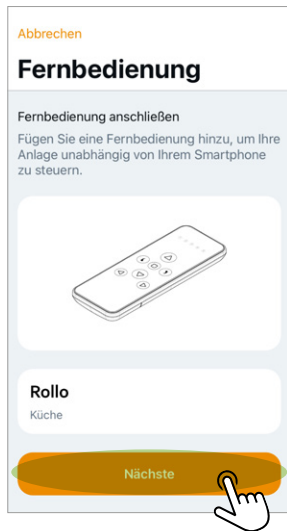 Abbrechen
Fernbedienung
Fernbedienung anschließen
Fügen Sie eine Fernbedienung hinzu, um Ihre
Anlage unabhängig von Ihrem Smartphone
zu steuern.
Rollo
Küche
Nächste